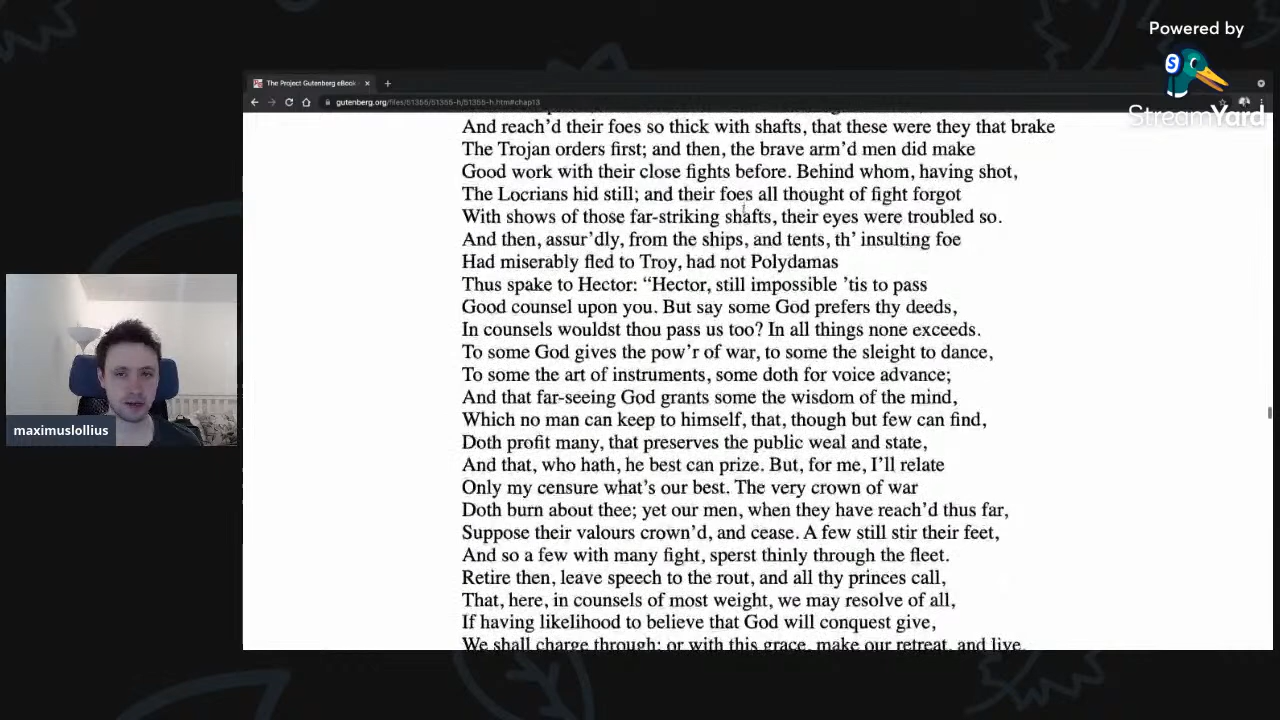 Powered by
StreamYard
The Project Gutenberg eBook
gutenberg.org/files/51355/51355-h/51355-h.htm#chap13
And reach’d their foes so thick with shafts, that these were they that brake
The Trojan orders first; and then, the brave arm’d men did make
Good work with their close fights before. Behind whom, having shot,
The Locrians hid still; and their foes all thought of fight forgot
With shows of those far-striking shafts, their eyes were troubled so.
And then, assur’dly, from the ships, and tents, th’ insulting foe
Had miserably fled to Troy, had not Polydamas
Thus spake to Hector: “Hector, still impossible ’tis to pass
Good counsel upon you. But say some God prefers thy deeds,
In counsels wouldst thou pass us too? In all things none exceeds.
To some God gives the pow’r of war, to some the sleight to dance,
To some the art of instruments, some doth for voice advance;
And that far-seeing God grants some the wisdom of the mind,
Which no man can keep to himself, that, though but few can find,
Doth profit many, that preserves the public weal and state,
And that, who hath, he best can prize. But, for me, I’ll relate
Only my censure what’s our best. The very crown of war
Doth burn about thee; yet our men, when they have reach’d thus far,
Suppose their valours crown’d, and cease. A few still stir their feet,
And so a few with many fight, sperst thinly through the fleet.
Retire then, leave speech to the rout, and all thy princes call,
That, here, in counsels of most weight, we may resolve of all,
If having likelihood to believe that God will conquest give,
We shall charge through; or with this grace, make our retreat, and live.
maximuslollius